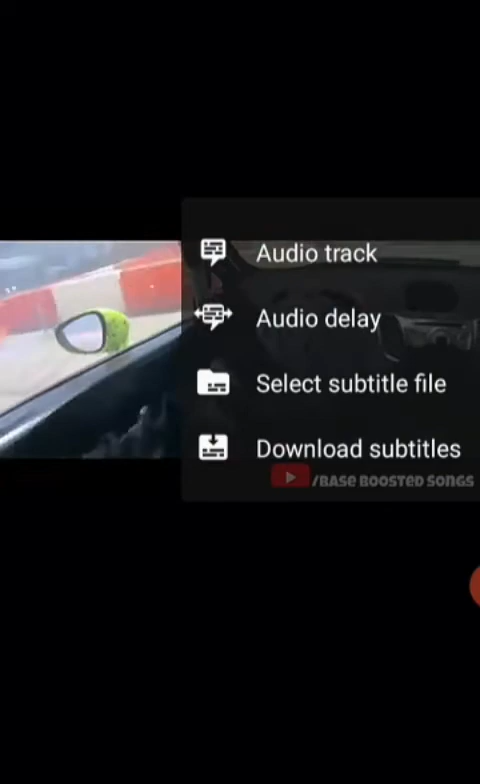 Audio track
Audio delay
Select subtitle file
Download subtitles
/BASE BOOSTED SONGS